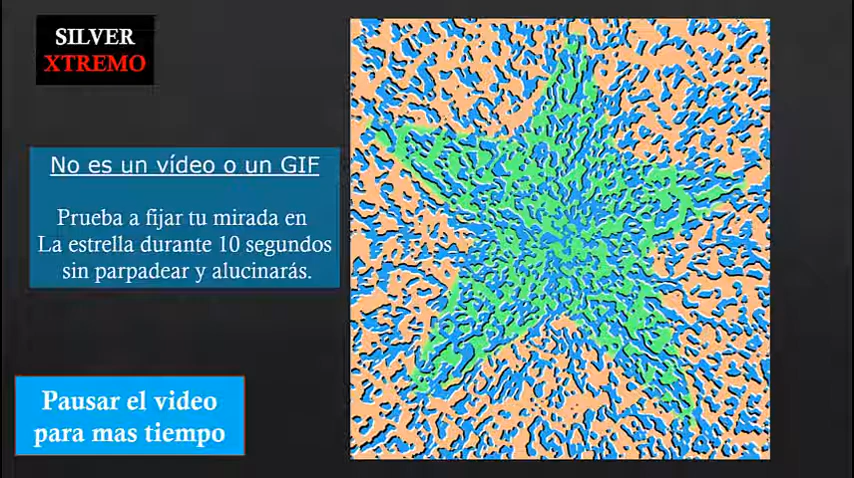 SILVER
XTREMO
No es un vídeo o un GIF
Prueba a fijar tu mirada en
La estrella durante 10 segundos
sin parpadear y alucinarás.
Pausar el video
para mas tiempo